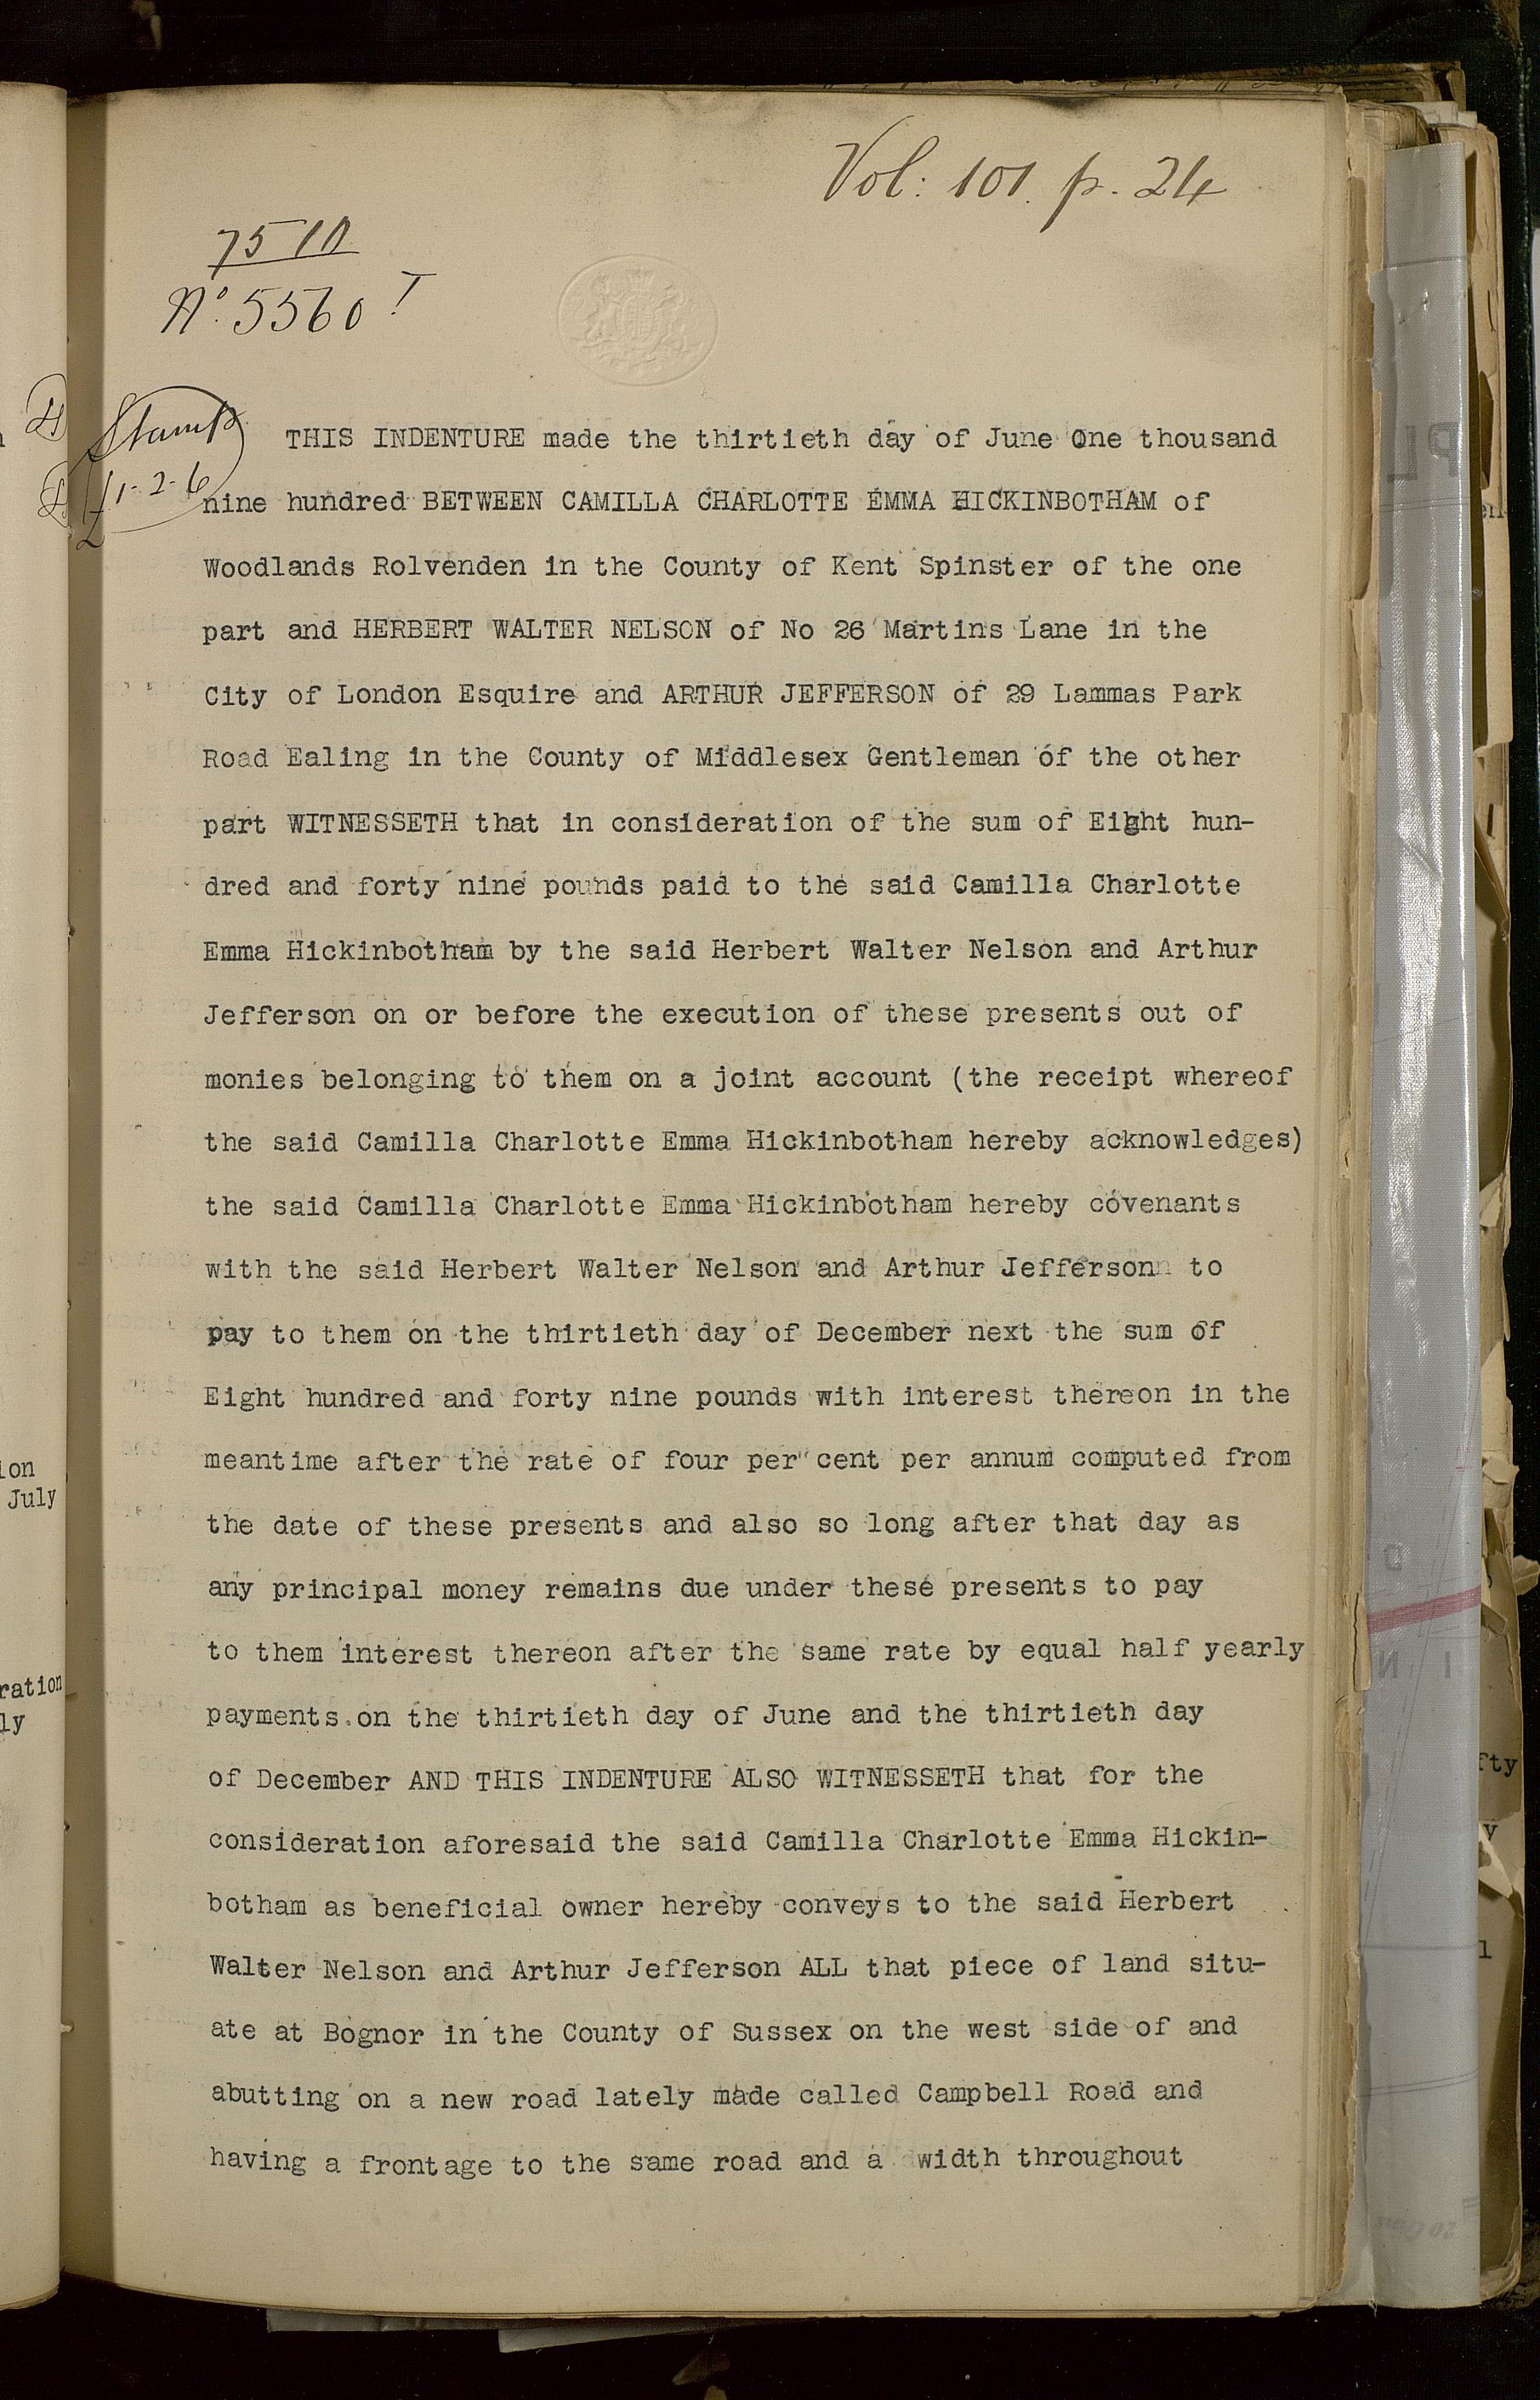 Vol: 101. p. 24
No. 5560
Stamp
£1-2-6
THIS INDENTURE made the thirtieth day of June One thousand
nine hundred BETWEEN CAMILLA CHARLOTTE EMMA HICKINBOTHAM of
Woodlands Rolvenden in the County of Kent Spinster of the one
part and HERBERT WALTER NELSON of No 26 Martins Lane in the
City of London Esquire and ARTHUR JEFFERSON of 29 Lammas Park
Road Ealing in the County of Middlesex Gentleman of the other
part WITNESSETH that in consideration of the sum of Eight hun-
dred and forty nine pounds paid to the said Camilla Charlotte
Emma Hickinbotham by the said Herbert Walter Nelson and Arthur
Jefferson on or before the execution of these presents out of
monies belonging to them on a joint account (the receipt whereof
the said Camilla Charlotte Emma Hickinbotham hereby acknowledges)
the said Camilla Charlotte Emma Hickinbotham hereby covenants
with the said Herbert Walter Nelson and Arthur Jefferson to
pay to them on the thirtieth day of December next the sum of
Eight hundred and forty nine pounds with interest thereon in the
meantime after the rate of four per cent per annum computed from
the date of these presents and also so long after that day as
any principal money remains due under these presents to pay
to them interest thereon after the same rate by equal half yearly
payments on the thirtieth day of June and the thirtieth day
of December AND THIS INDENTURE ALSO WITNESSETH that for the
consideration aforesaid the said Camilla Charlotte Emma Hickin-
botham as beneficial owner hereby conveys to the said Herbert
Walter Nelson and Arthur Jefferson ALL that piece of land situ-
ate at Bognor in the County of Sussex on the west side of and
abutting on a new road lately made called Campbell Road and
having a frontage to the same road and a width throughout
July